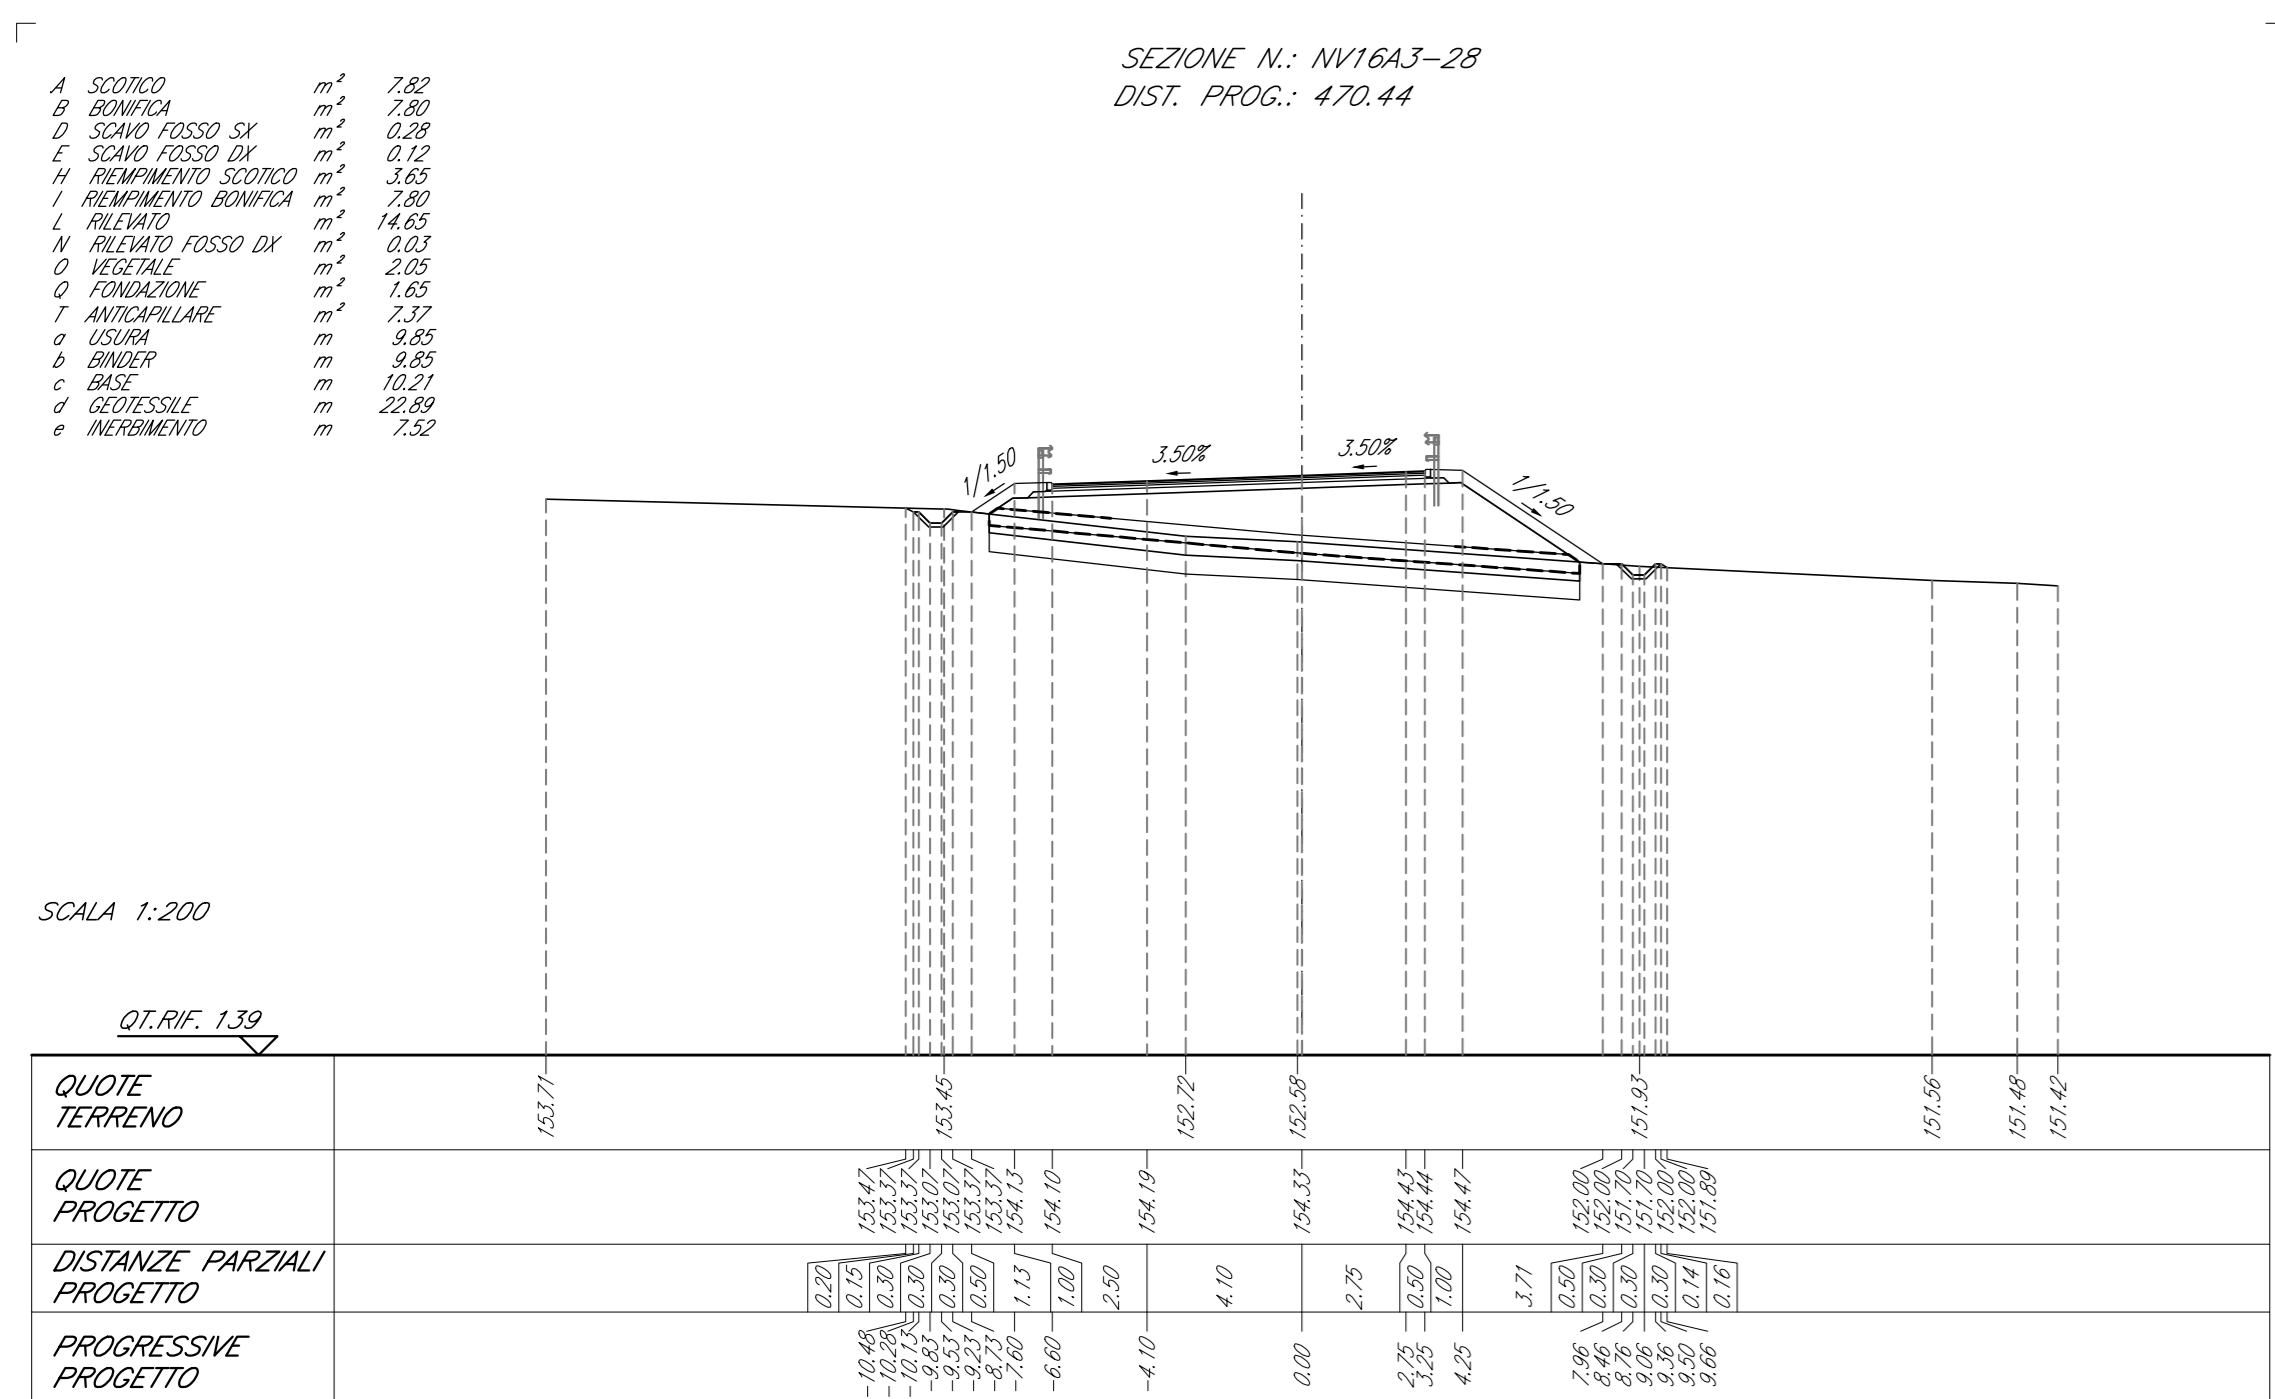 SEZIONE N.: NV16A3-28
DIST. PROG.: 470.44
A SCOTICO m² 7.82
B BONIFICA m² 7.80
D SCAVO FOSSO SX m² 0.28
E SCAVO FOSSO DX m² 0.12
H RIEMPIMENTO SCOTICO m² 3.65
I RIEMPIMENTO BONIFICA m² 7.80
L RILEVATO m² 14.65
N RILEVATO FOSSO DX m² 0.03
O VEGETALE m² 2.05
Q FONDAZIONE m² 1.65
T ANTICAPILLARE m² 7.37
a USURA m 9.85
b BINDER m 9.85
c BASE m 10.21
d GEOTESSILE m 22.89
e INERBIMENTO m 7.52
1/1.50 3.50% 3.50% 1/1.50
SCALA 1:200
QT.RIF. 139
QUOTE
TERRENO
153.71 153.45 152.72 152.58 151.93 151.56 151.48 151.42
QUOTE
PROGETTO
153.47 153.37 153.37 153.07 153.07 153.37 153.37 154.13 154.10 154.19 154.33 154.43 154.44 154.47 152.00 152.00 151.70 151.70 152.00 152.00 151.89
DISTANZE PARZIALI
PROGETTO
0.20 0.15 0.30 0.30 0.30 0.50 1.13 1.00 2.50 4.10 2.75 0.50 1.00 3.71 0.50 0.30 0.30 0.30 0.14 0.16
PROGRESSIVE
PROGETTO
-10.48 -10.28 -10.13 -9.83 -9.53 -9.23 -8.73 -7.60 -6.60 -4.10 0.00 2.75 3.25 4.25 7.96 8.46 8.76 9.06 9.36 9.50 9.66